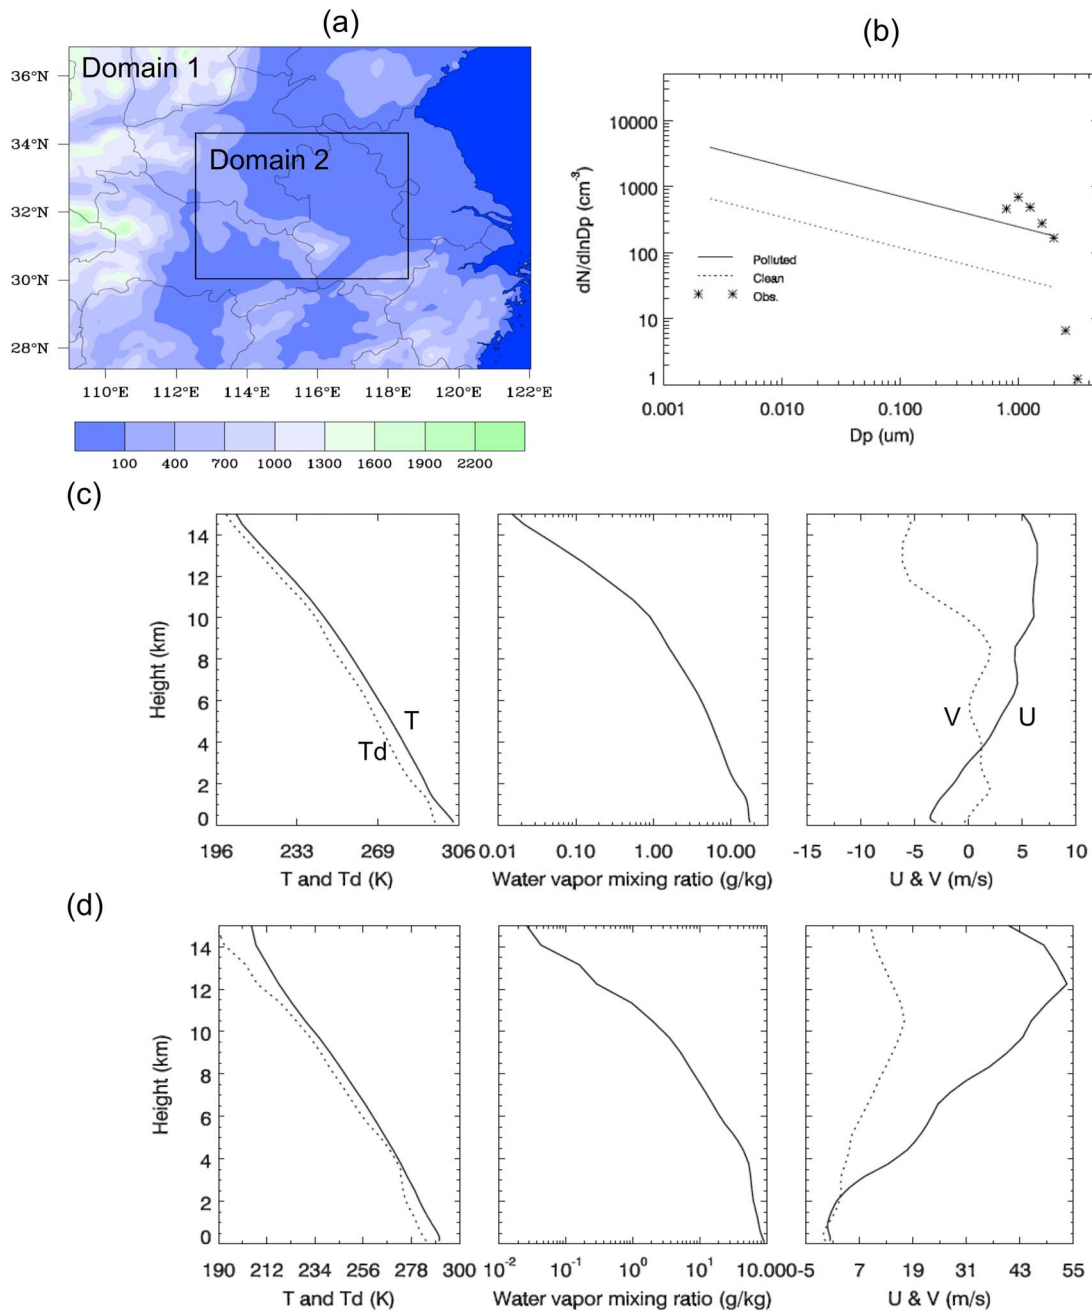 (a)
Domain 1
Domain 2
36°N
34°N
32°N
30°N
28°N
110°E 112°E 114°E 116°E 118°E 120°E 122°E
100 400 700 1000 1300 1600 1900 2200
(b)
dN/dlnDp (cm⁻³)
10000
1000
100
10
1
Polluted
Clean
Obs.
0.001 0.010 0.100 1.000
Dp (um)
(c)
Height (km)
14
12
10
8
6
4
2
0
T
Td
196 233 269 306
T and Td (K)
0.01 0.10 1.00 10.00
Water vapor mixing ratio (g/kg)
V U
-15 -10 -5 0 5 10
U & V (m/s)
(d)
Height (km)
14
12
10
8
6
4
2
0
190 212 234 256 278 300
T and Td (K)
10⁻² 10⁻¹ 10⁰ 10¹ 10.000
Water vapor mixing ratio (g/kg)
-5 7 19 31 43 55
U & V (m/s)